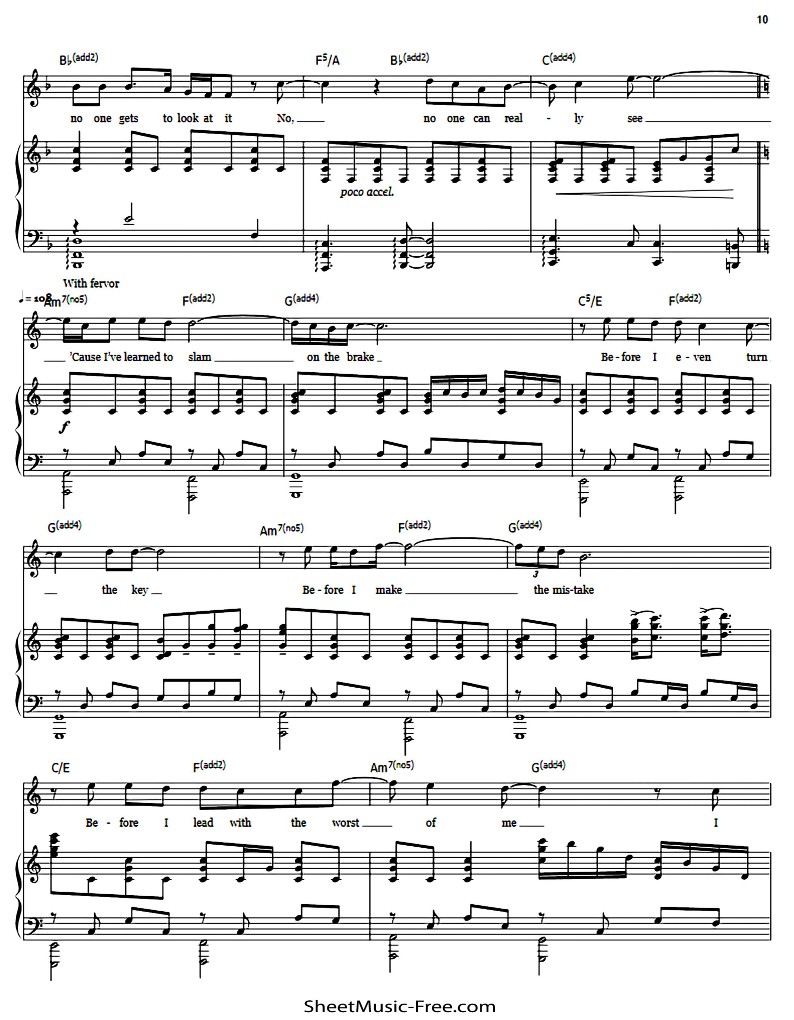 10
B♭(add2) F5/A B♭(add2) C(add4)
no one gets to look at it No, no one can real - ly see
poco accel.
With fervor
♩ = 108 Am7(no5) F(add2) G(add4) C5/E F(add2)
'Cause I've learned to slam on the brake Be - fore I e - ven turn
f
G(add4) Am7(no5) F(add2) G(add4)
3
the key Be - fore I make the mis-take
C/E F(add2) Am7(no5) G(add4)
Be - fore I lead with the worst of me I
SheetMusic-Free.com